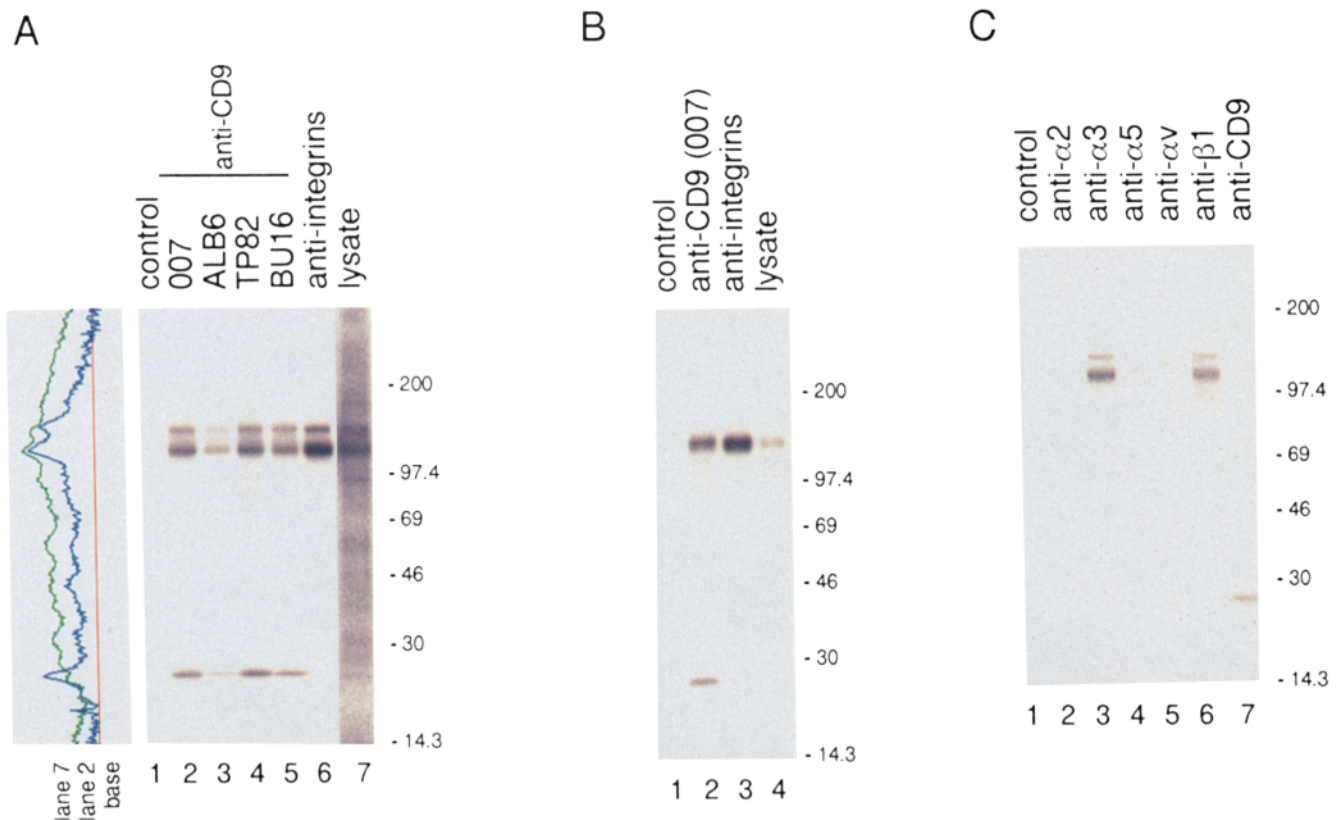 A
control
007
ALB6
TP82
BU16
anti-CD9
anti-integrins
lysate
- 200
- 97.4
- 69
- 46
- 30
- 14.3
lane 7
lane 2
base
1 2 3 4 5 6 7
B
control
anti-CD9 (007)
anti-integrins
lysate
- 200
- 97.4
- 69
- 46
- 30
- 14.3
1 2 3 4
C
control
anti-α2
anti-α3
anti-α5
anti-αv
anti-β1
anti-CD9
- 200
- 97.4
- 69
- 46
- 30
- 14.3
1 2 3 4 5 6 7